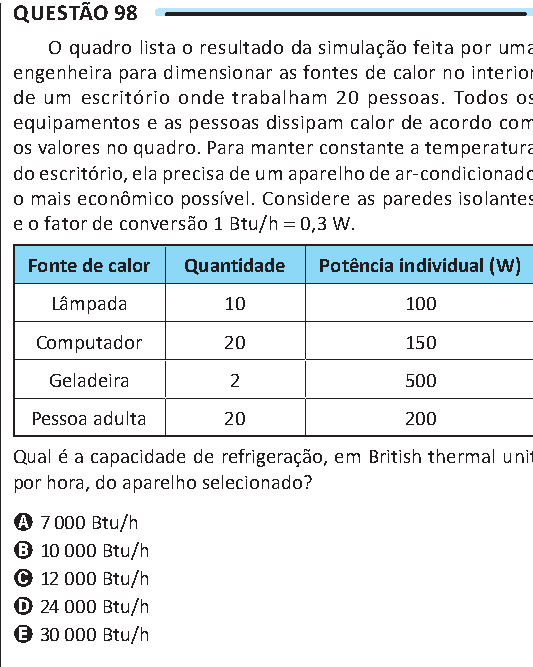 QUESTÃO 98
O quadro lista o resultado da simulação feita por uma
engenheira para dimensionar as fontes de calor no interior
de um escritório onde trabalham 20 pessoas. Todos os
equipamentos e as pessoas dissipam calor de acordo com
os valores no quadro. Para manter constante a temperatura
do escritório, ela precisa de um aparelho de ar-condicionado
o mais econômico possível. Considere as paredes isolantes
e o fator de conversão 1 Btu/h = 0,3 W.
Fonte de calor Quantidade Potência individual (W)
Lâmpada 10 100
Computador 20 150
Geladeira 2 500
Pessoa adulta 20 200
Qual é a capacidade de refrigeração, em British thermal unit
por hora, do aparelho selecionado?
A 7 000 Btu/h
B 10 000 Btu/h
C 12 000 Btu/h
D 24 000 Btu/h
E 30 000 Btu/h